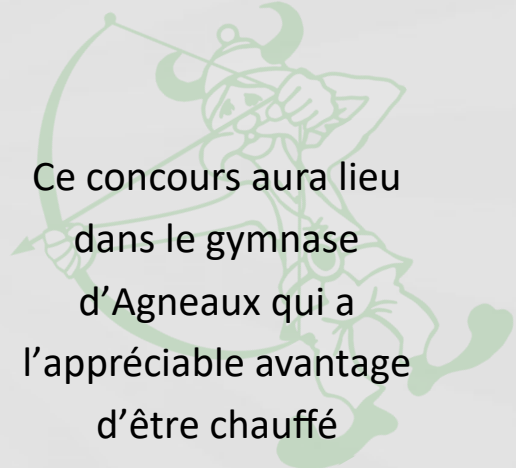 Ce concours aura lieu
dans le gymnase
d’Agneaux qui a
l’appréciable avantage
d’être chauffé